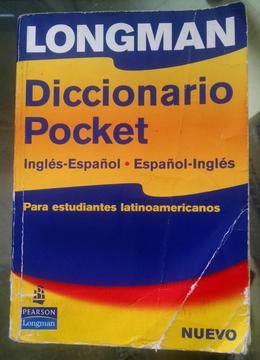 LONGMAN
Diccionario
Pocket
Inglés-Español • Español-Inglés
Para estudiantes latinoamericanos
PEARSON
Longman
NUEVO